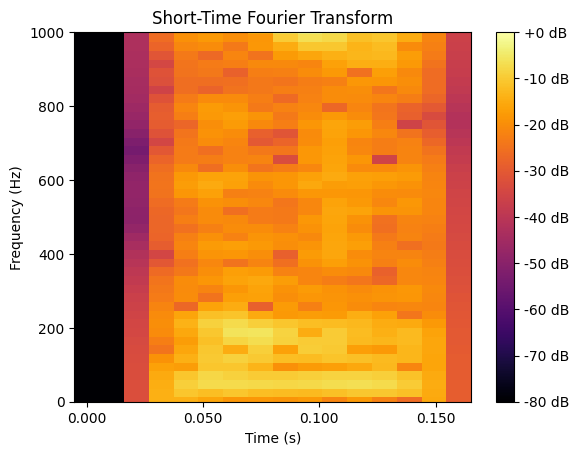 Short-Time Fourier Transform
1000
800
600
400
200
0
Frequency (Hz)
0.000
0.050
0.100
0.150
Time (s)
+0 dB
-10 dB
-20 dB
-30 dB
-40 dB
-50 dB
-60 dB
-70 dB
-80 dB